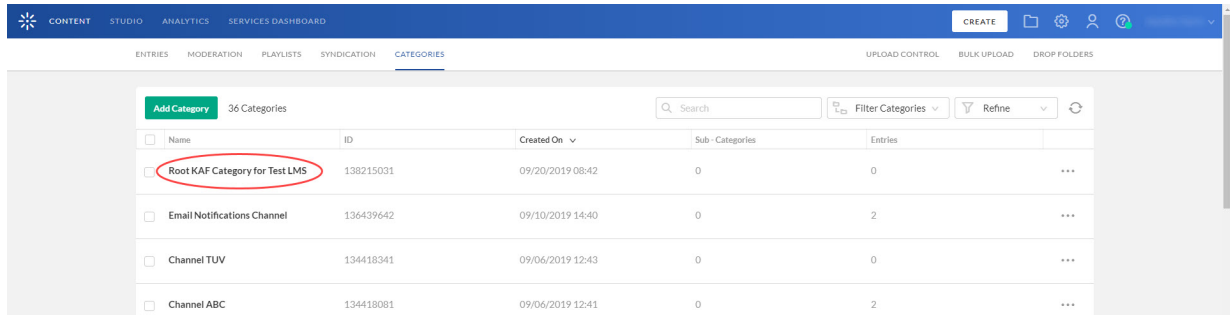 CONTENT STUDIO ANALYTICS SERVICES DASHBOARD CREATE
ENTRIES MODERATION PLAYLISTS SYNDICATION CATEGORIES UPLOAD CONTROL BULK UPLOAD DROP FOLDERS
Add Category 36 Categories Search Filter Categories Refine
Name ID Created On Sub - Categories Entries
Root KAF Category for Test LMS 138215031 09/20/2019 08:42 0 0
Email Notifications Channel 136439642 09/10/2019 14:40 0 2
Channel TUV 134418341 09/06/2019 12:43 0 0
Channel ABC 134418081 09/06/2019 12:41 0 2